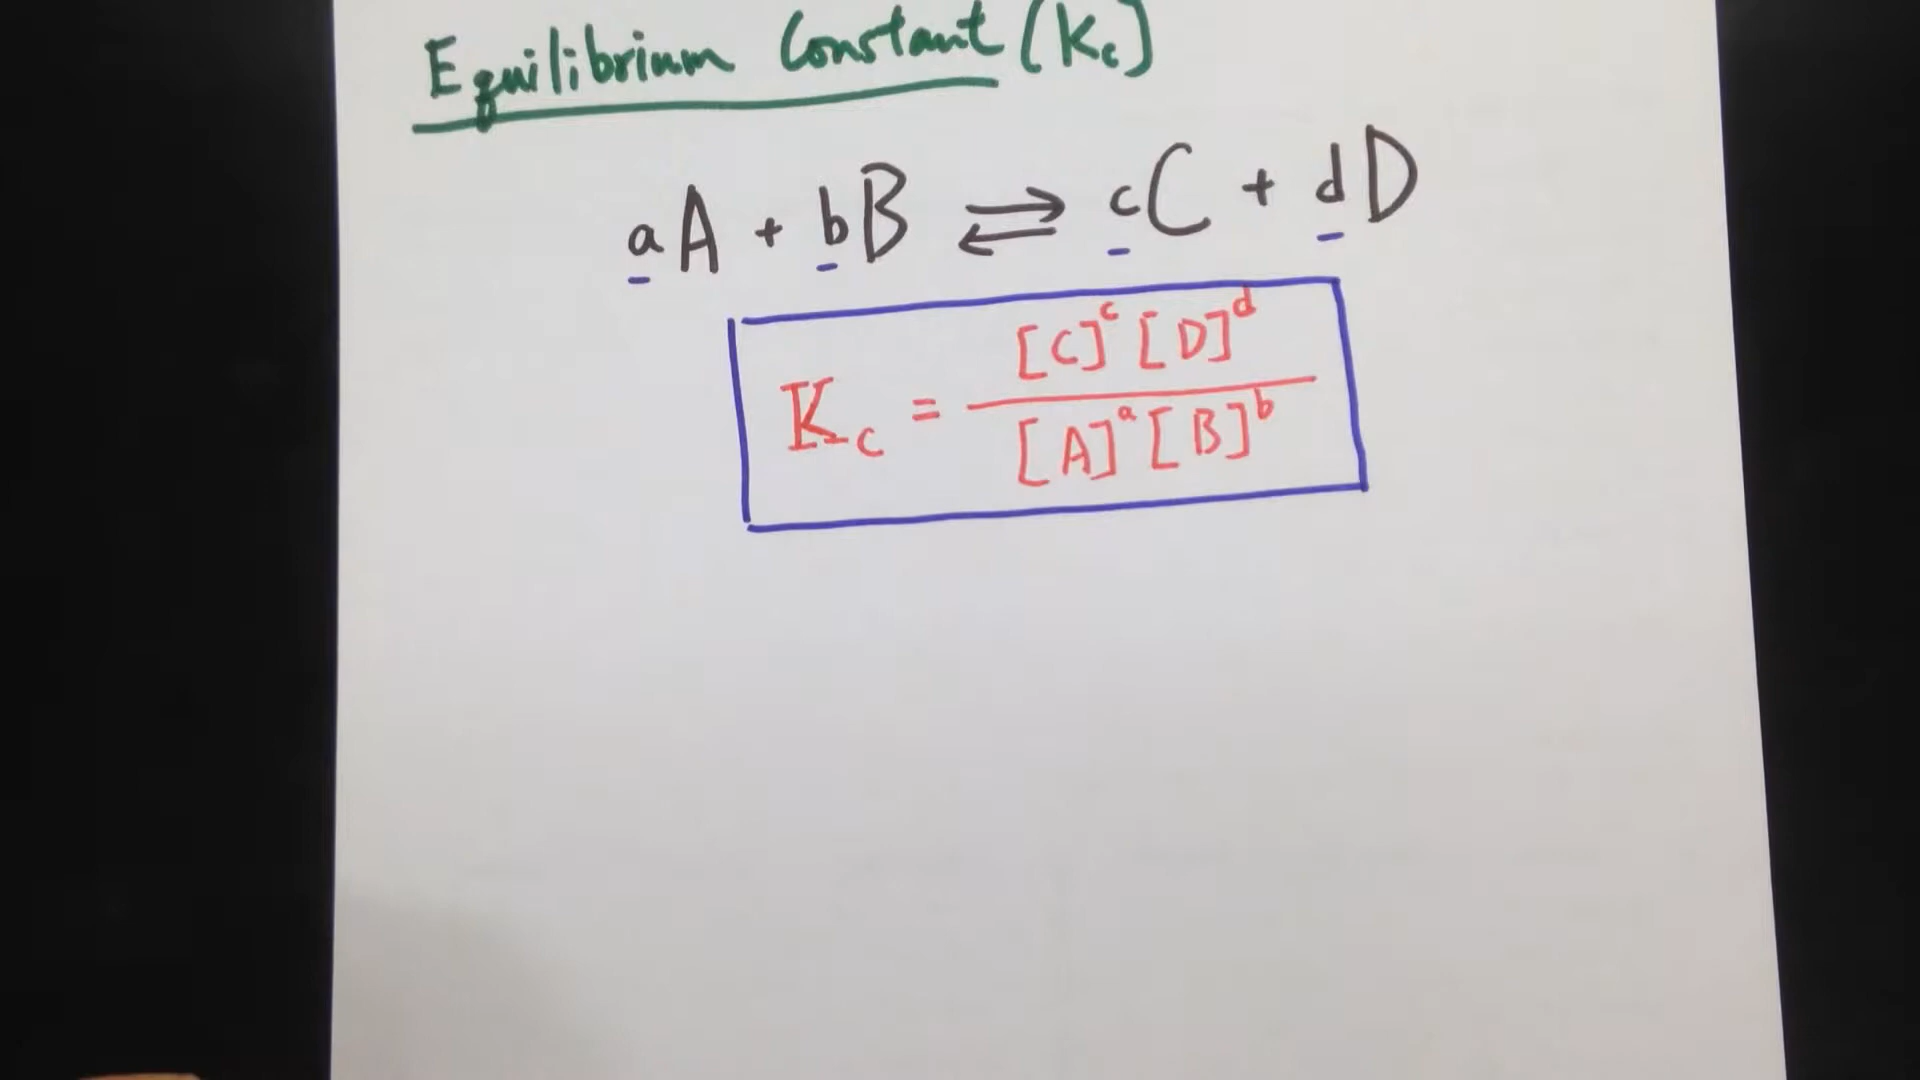 Equilibrium Constant (Kc)
aA + bB ⇌ cC + dD
[C]^c [D]^d
Kc =
[A]^a [B]^b